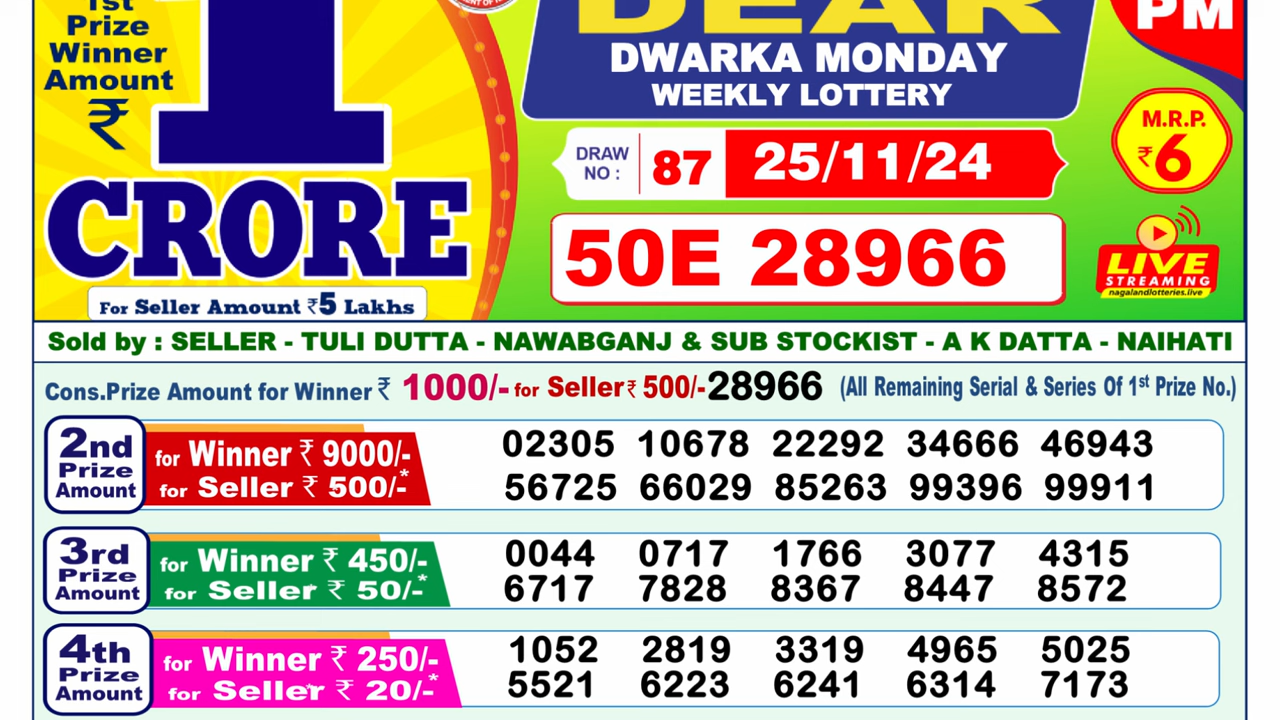 1st
Prize
Winner
Amount
₹
1
CRORE
For Seller Amount ₹5 Lakhs
DEAR
DWARKA MONDAY
WEEKLY LOTTERY
PM
DRAW NO : 87 25/11/24
M.R.P.
₹6
50E 28966
LIVE
STREAMING
nagalandlotteries.live
Sold by : SELLER - TULI DUTTA - NAWABGANJ & SUB STOCKIST - A K DATTA - NAIHATI
Cons.Prize Amount for Winner ₹ 1000/- for Seller ₹ 500/- 28966 (All Remaining Serial & Series Of 1st Prize No.)
2nd
Prize
Amount
for Winner ₹ 9000/-
for Seller ₹ 500/-*
02305 10678 22292 34666 46943
56725 66029 85263 99396 99911
3rd
Prize
Amount
for Winner ₹ 450/-
for Seller ₹ 50/-*
0044 0717 1766 3077 4315
6717 7828 8367 8447 8572
4th
Prize
Amount
for Winner ₹ 250/-
for Seller ₹ 20/-*
1052 2819 3319 4965 5025
5521 6223 6241 6314 7173